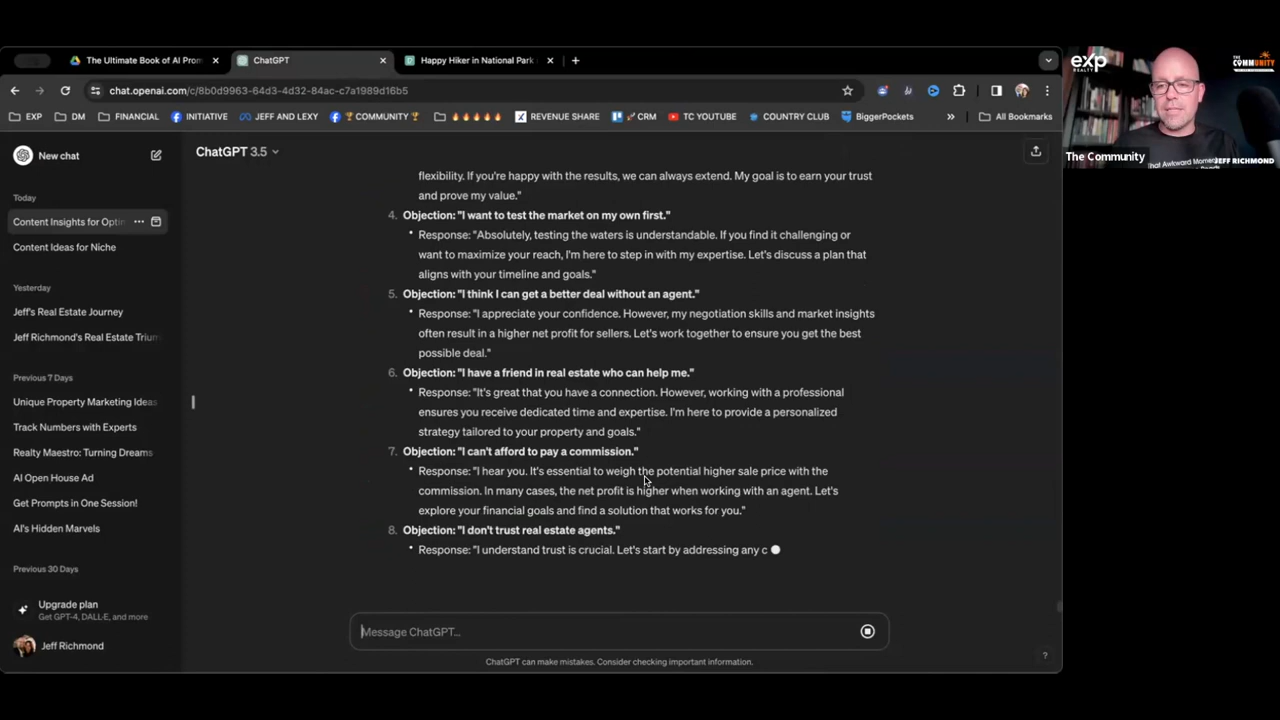 The Ultimate Book of AI Prom
ChatGPT
Happy Hiker in National Park
chat.openai.com/c/8b0d9963-64d3-4d32-84ac-c7a1989d16b5
EXP
DM
FINANCIAL
INITIATIVE
JEFF AND LEXY
COMMUNITY
REVENUE SHARE
CRM
TC YOUTUBE
COUNTRY CLUB
BiggerPockets
»
All Bookmarks
New chat
Today
Content Insights for Optin
Content Ideas for Niche
Yesterday
Jeff's Real Estate Journey
Jeff Richmond's Real Estate Trium
Previous 7 Days
Unique Property Marketing Ideas
Track Numbers with Experts
Realty Maestro: Turning Dreams
AI Open House Ad
Get Prompts in One Session!
AI's Hidden Marvels
Previous 30 Days
Upgrade plan
Get GPT-4, DALL·E, and more
Jeff Richmond
ChatGPT 3.5
flexibility. If you're happy with the results, we can always extend. My goal is to earn your trust
and prove my value."
4. Objection: "I want to test the market on my own first."
• Response: "Absolutely, testing the waters is understandable. If you find it challenging or
want to maximize your reach, I'm here to step in with my expertise. Let's discuss a plan that
aligns with your timeline and goals."
5. Objection: "I think I can get a better deal without an agent."
• Response: "I appreciate your confidence. However, my negotiation skills and market insights
often result in a higher net profit for sellers. Let's work together to ensure you get the best
possible deal."
6. Objection: "I have a friend in real estate who can help me."
• Response: "It's great that you have a connection. However, working with a professional
ensures you receive dedicated time and expertise. I'm here to provide a personalized
strategy tailored to your property and goals."
7. Objection: "I can't afford to pay a commission."
• Response: "I hear you. It's essential to weigh the potential higher sale price with the
commission. In many cases, the net profit is higher when working with an agent. Let's
explore your financial goals and find a solution that works for you."
8. Objection: "I don't trust real estate agents."
• Response: "I understand trust is crucial. Let's start by addressing any c
Message ChatGPT...
ChatGPT can make mistakes. Consider checking important information.
?
exp
REALTY
THE
COMMUNITY
The Community
That Awkward Moment
JEFF RICHMOND